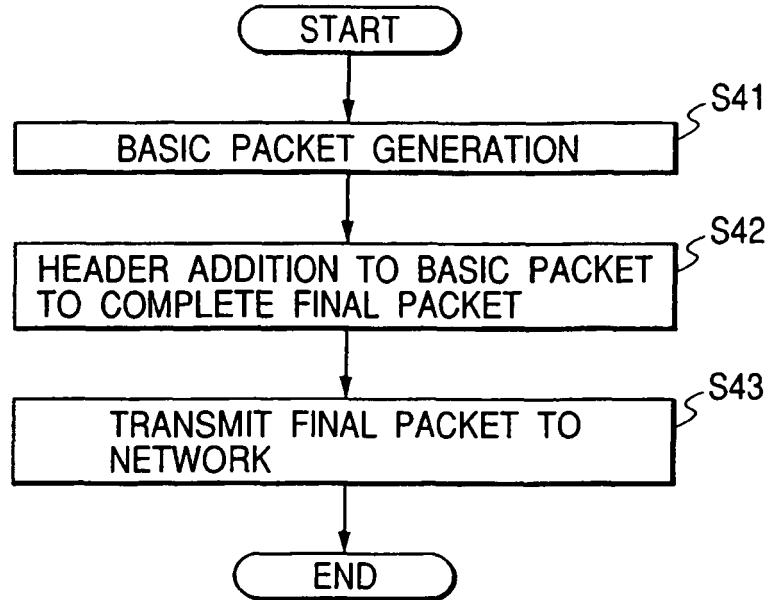 START
S41
BASIC PACKET GENERATION
S42
HEADER ADDITION TO BASIC PACKET
TO COMPLETE FINAL PACKET
S43
TRANSMIT FINAL PACKET TO
NETWORK
END